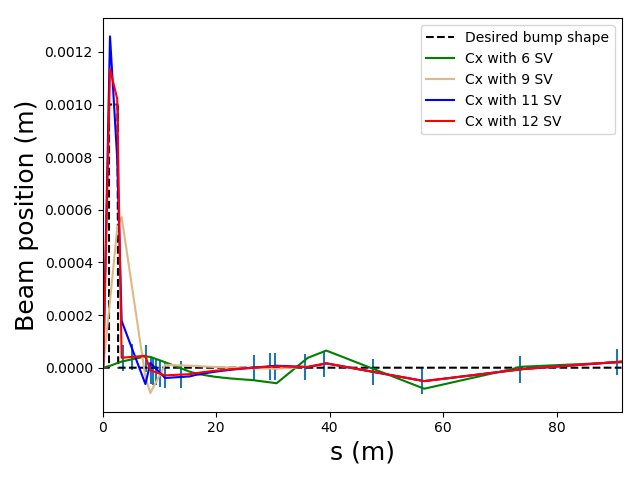 Desired bump shape
Cx with 6 SV
Cx with 9 SV
Cx with 11 SV
Cx with 12 SV
Beam position (m)
0.0012
0.0010
0.0008
0.0006
0.0004
0.0002
0.0000
0 20 40 60 80
s (m)